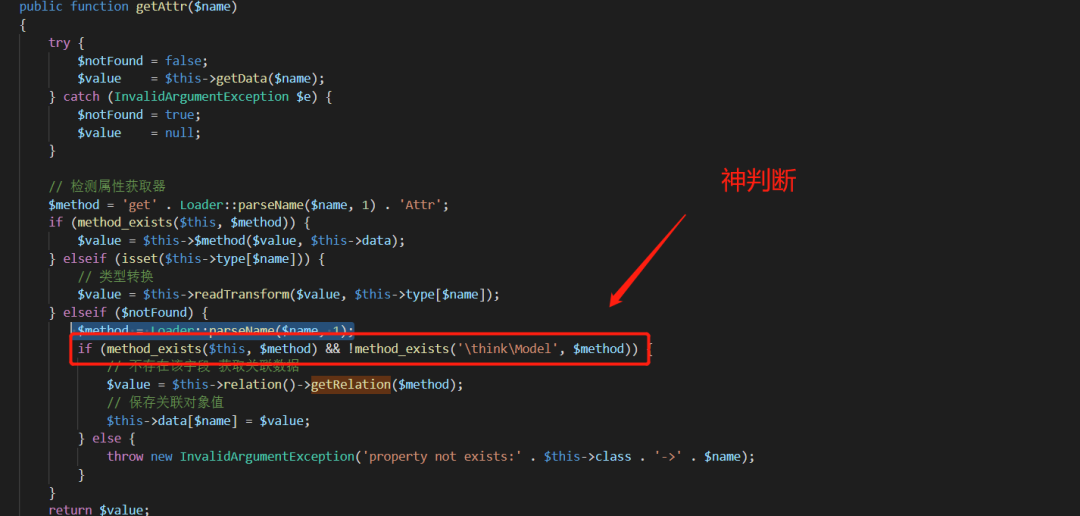 public function getAttr($name)
{
    try {
        $notFound = false;
        $value    = $this->getData($name);
    } catch (InvalidArgumentException $e) {
        $notFound = true;
        $value    = null;
    }
    // 检测属性获取器
    $method = 'get' . Loader::parseName($name, 1) . 'Attr';
    if (method_exists($this, $method)) {
        $value = $this->$method($value, $this->data);
    } elseif (isset($this->type[$name])) {
        // 类型转换
        $value = $this->readTransform($value, $this->type[$name]);
    } elseif ($notFound) {
        $method = Loader::parseName($name, 1);
        if (method_exists($this, $method) && !method_exists('\think\Model', $method)) {
            // 不存在该字段 获取关联数据
            $value = $this->relation()->getRelation($method);
            // 保存关联对象值
            $this->data[$name] = $value;
        } else {
            throw new InvalidArgumentException('property not exists:' . $this->class . '->' . $name);
        }
    }
    return $value;
神判断